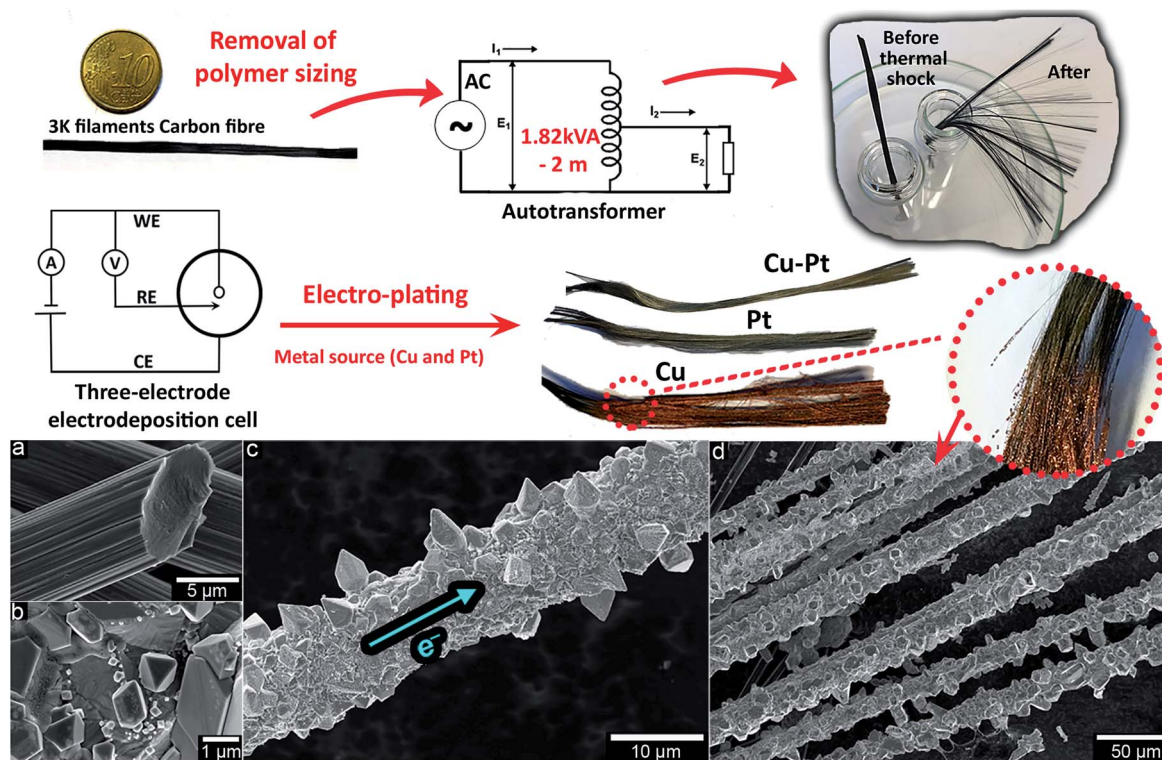 10
CENT
3K filaments Carbon fibre
Removal of
polymer sizing
I₁
AC
~
E₁
1.82kVA
- 2 m
I₂
E₂
Autotransformer
Before
thermal
shock
After
WE
A
V
RE
CE
Three-electrode
electrodeposition cell
Electro-plating
Metal source (Cu and Pt)
Cu-Pt
Pt
Cu
a
5 µm
b
1 µm
c
e⁻
10 µm
d
50 µm